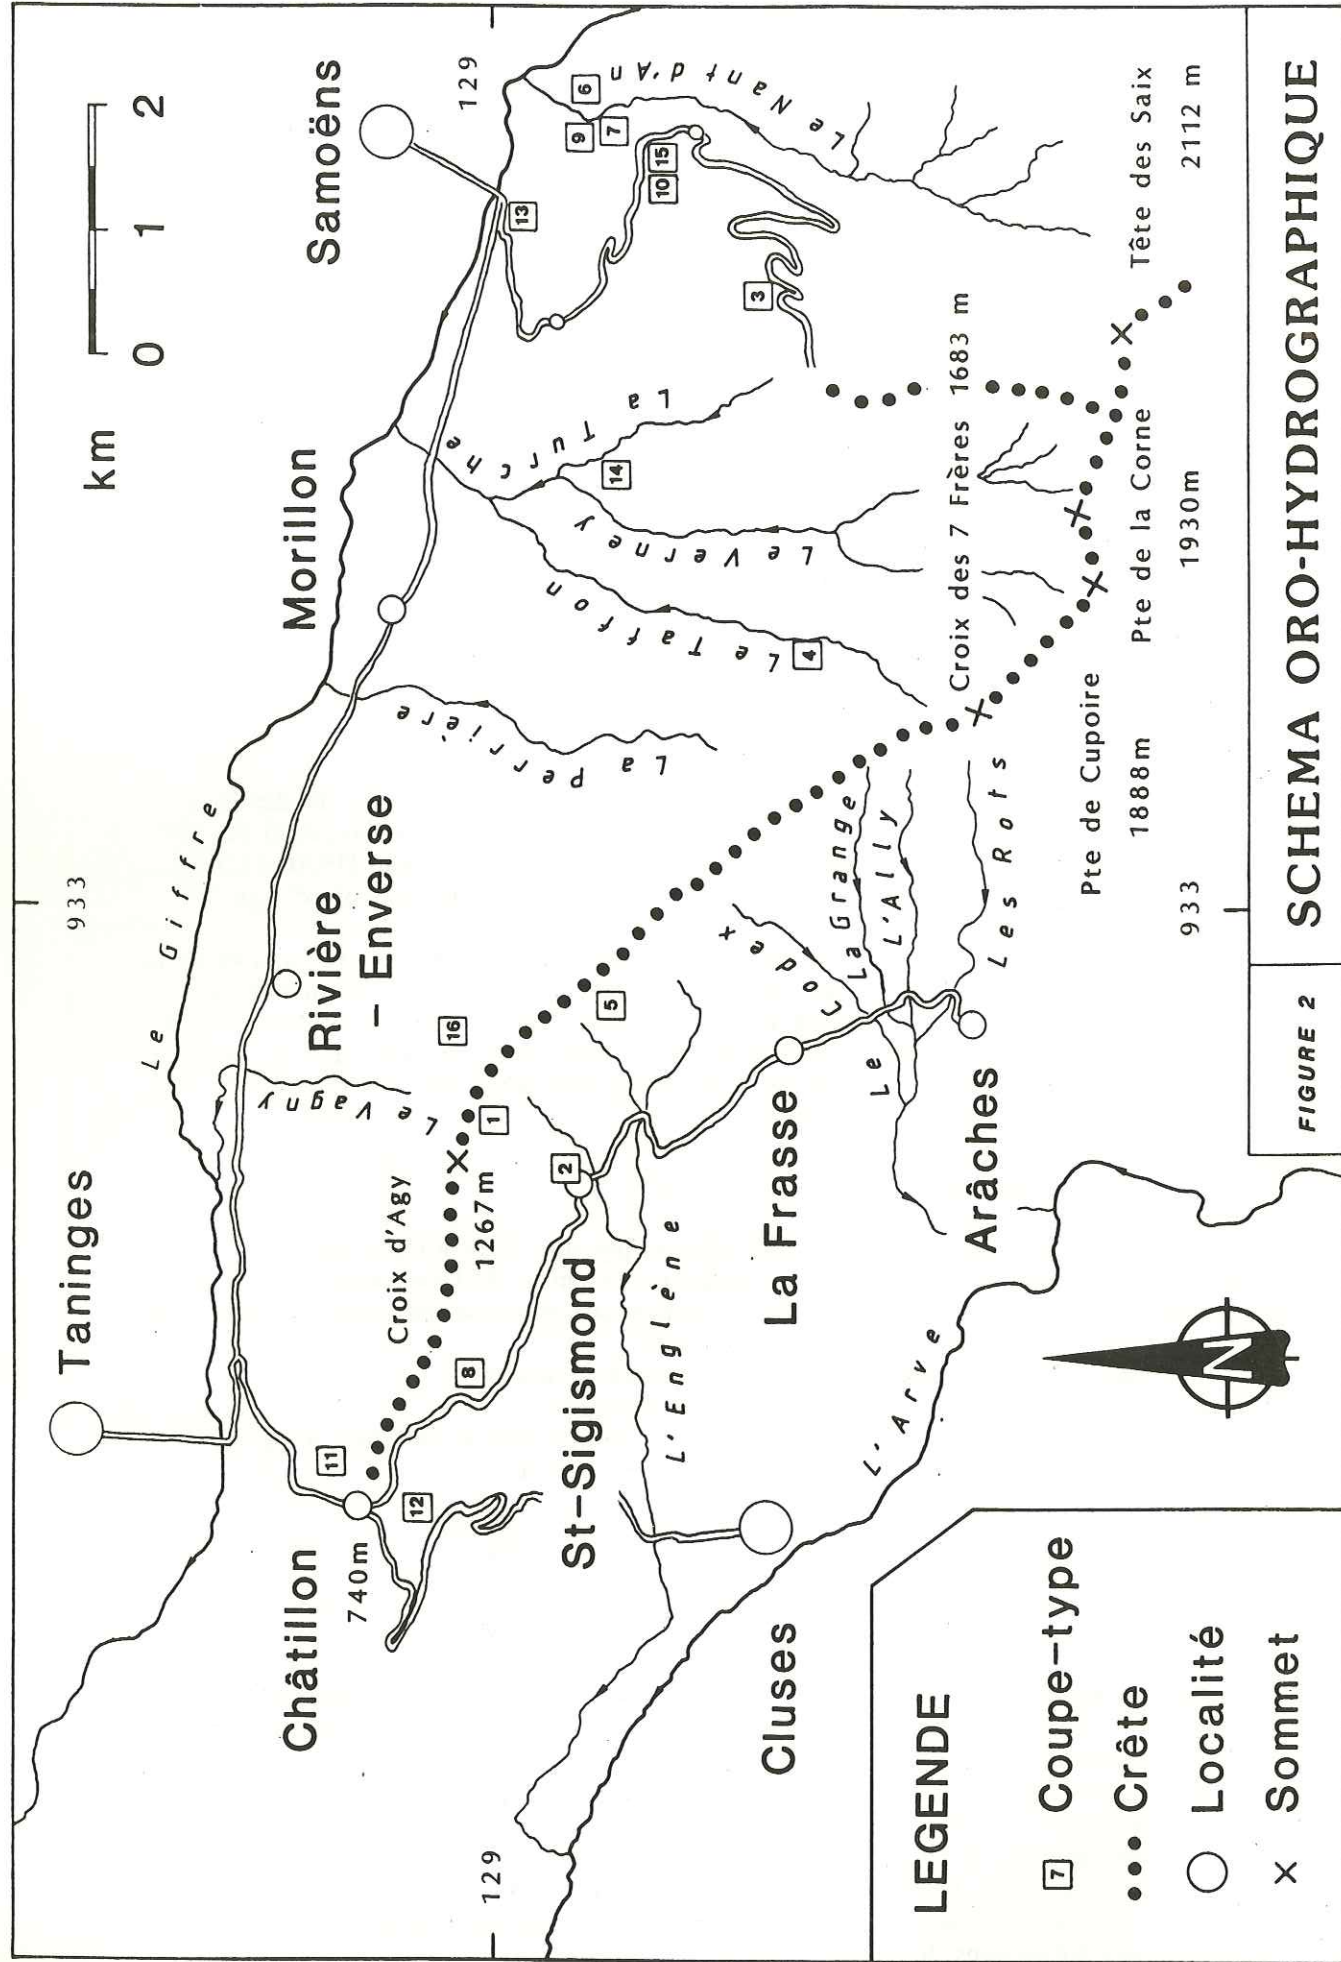 Taninges
Samoëns
km
0 1 2
933
129
Le Giffre
Morillon
Rivière
- Enverse
Châtillon
740m
Croix d'Agy
1267m
Le Vagny
La Perrière
Le Taffon
Le Verney
La Turche
Le Nant d'An
11
12
8
1
16
2
5
4
14
13
3
10
15
9
7
6
129
St-Sigismond
L'Englène
Cluses
La Frasse
Le Codex
La Grange
L'Ally
Les Rots
Arâches
L'Arve
Croix des 7 Frères 1683 m
Pte de Cupoire
1888m
Pte de la Corne
1930m
Tête des Saix
2112 m
933
N
LEGENDE
7 Coupe-type
Crête
Localité
Sommet
FIGURE 2
SCHEMA ORO-HYDROGRAPHIQUE